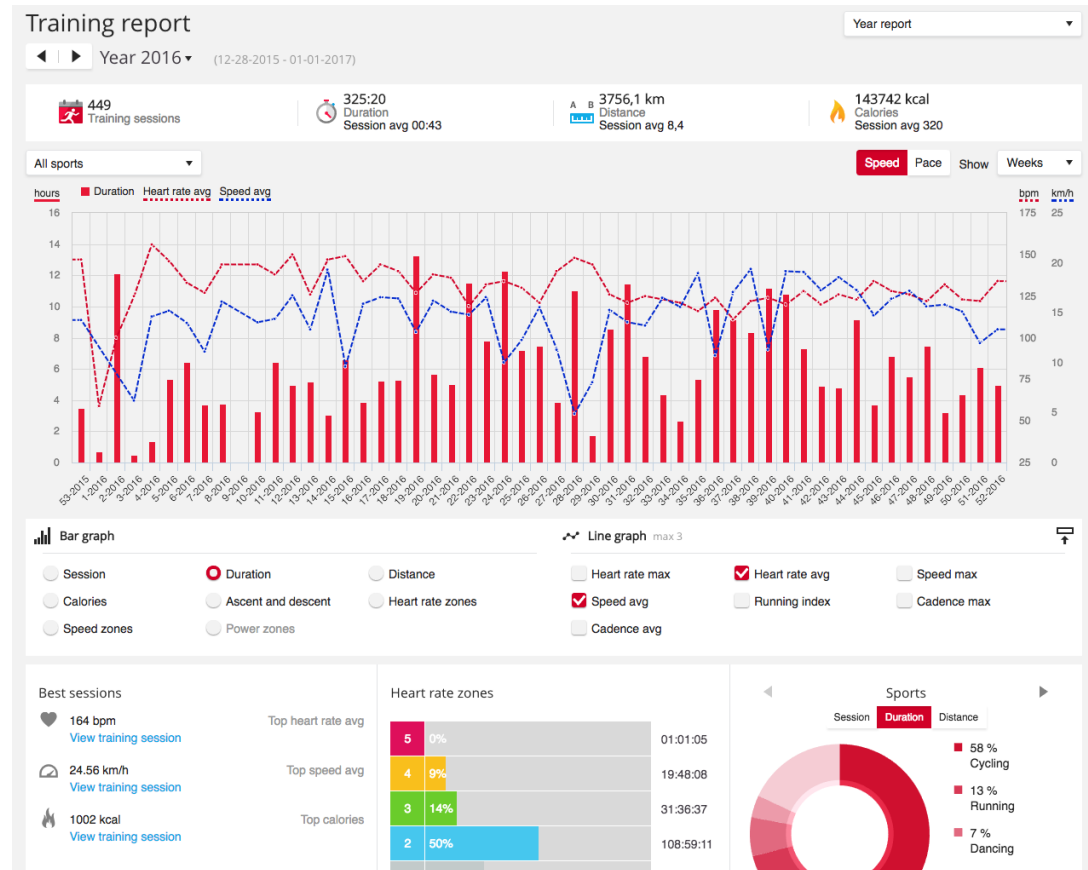 Training report
Year report
Year 2016 (12-28-2015 - 01-01-2017)
449
Training sessions
325:20
Duration
Session avg 00:43
A B
3756,1 km
Distance
Session avg 8,4
143742 kcal
Calories
Session avg 320
All sports
Speed Pace Show Weeks
hours Duration Heart rate avg Speed avg bpm km/h
16 175 25
14
150
20
12
125
10
15
8 100
10
6
75
4
50 5
2
0 25 0
53-2015 1-2016 2-2016 3-2016 4-2016 5-2016 6-2016 7-2016 8-2016 9-2016 10-2016 11-2016 12-2016 13-2016 14-2016 15-2016 16-2016 17-2016 18-2016 19-2016 20-2016 21-2016 22-2016 23-2016 24-2016 25-2016 26-2016 27-2016 28-2016 29-2016 30-2016 31-2016 32-2016 33-2016 34-2016 35-2016 36-2016 37-2016 38-2016 39-2016 40-2016 41-2016 42-2016 43-2016 44-2016 45-2016 46-2016 47-2016 48-2016 49-2016 50-2016 51-2016 52-2016
Bar graph
Session Duration Distance
Calories Ascent and descent Heart rate zones
Speed zones Power zones
Line graph max 3
Heart rate max Heart rate avg Speed max
Speed avg Running index Cadence max
Cadence avg
Best sessions
164 bpm Top heart rate avg
View training session
24.56 km/h Top speed avg
View training session
1002 kcal Top calories
View training session
Heart rate zones
5 0% 01:01:05
4 9% 19:48:08
3 14% 31:36:37
2 50% 108:59:11
Sports
Session Duration Distance
58 %
Cycling
13 %
Running
7 %
Dancing